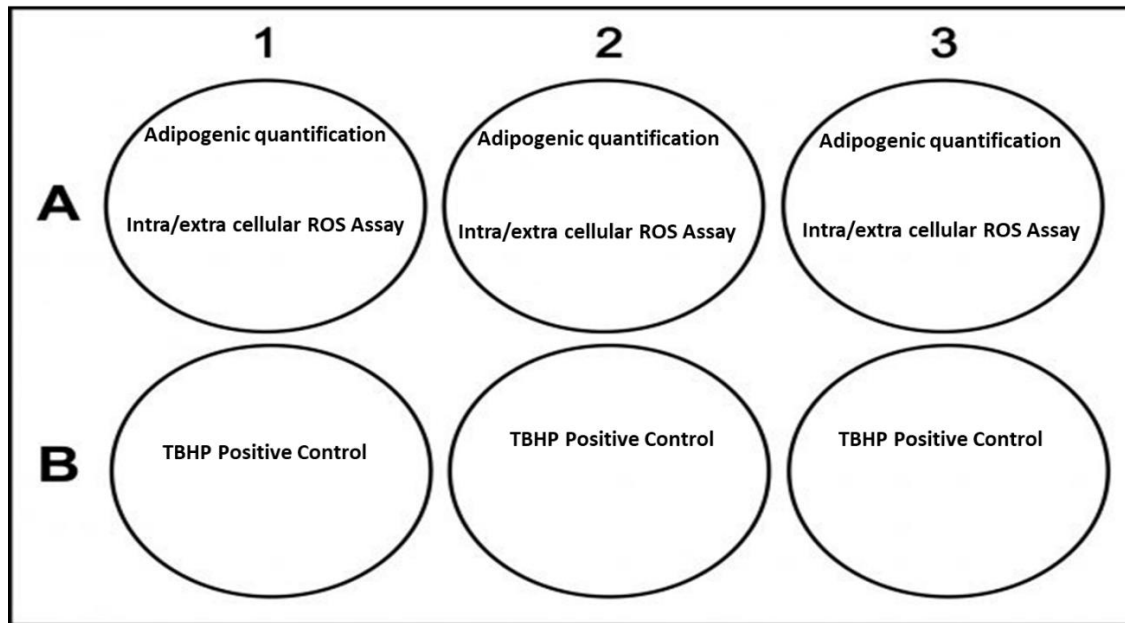 1 2 3
A
Adipogenic quantification Adipogenic quantification Adipogenic quantification
Intra/extra cellular ROS Assay Intra/extra cellular ROS Assay Intra/extra cellular ROS Assay
B
TBHP Positive Control TBHP Positive Control TBHP Positive Control